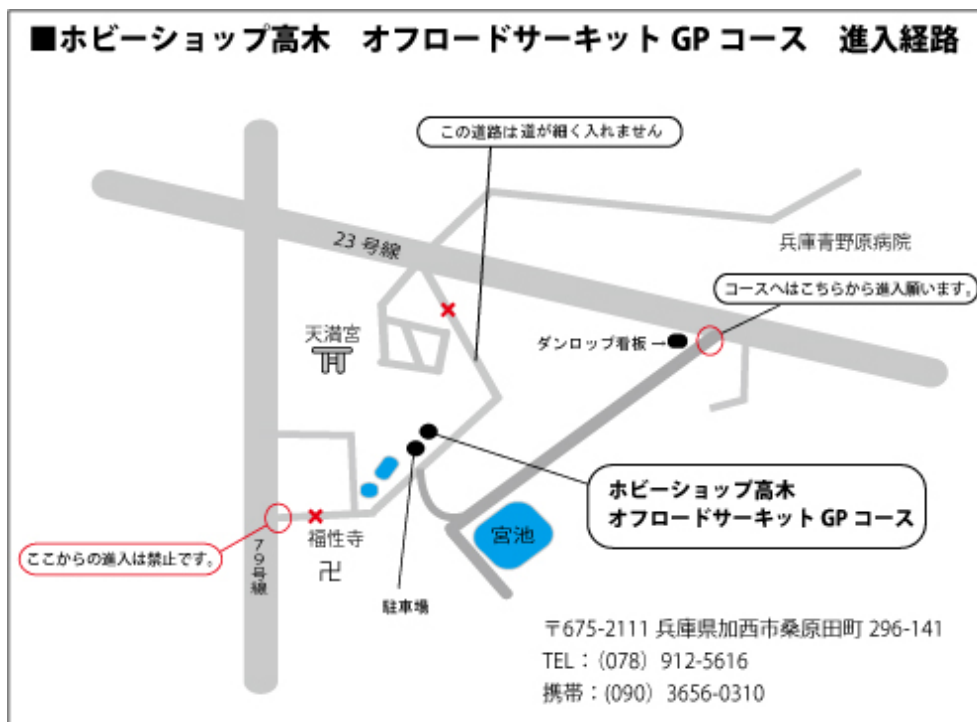 ■ホビーショップ高木　オフロードサーキット GP コース　進入経路
この道路は道が細く入れません
23 号線
兵庫青野原病院
コースへはこちらから進入願います。
天満宮
ダンロップ看板→
ホビーショップ高木
オフロードサーキット GP コース
宮池
福性寺
ここからの進入は禁止です。
79号線
駐車場
〒675-2111 兵庫県加西市桑原田町 296-141
TEL：(078）912-5616
携帯：(090）3656-0310